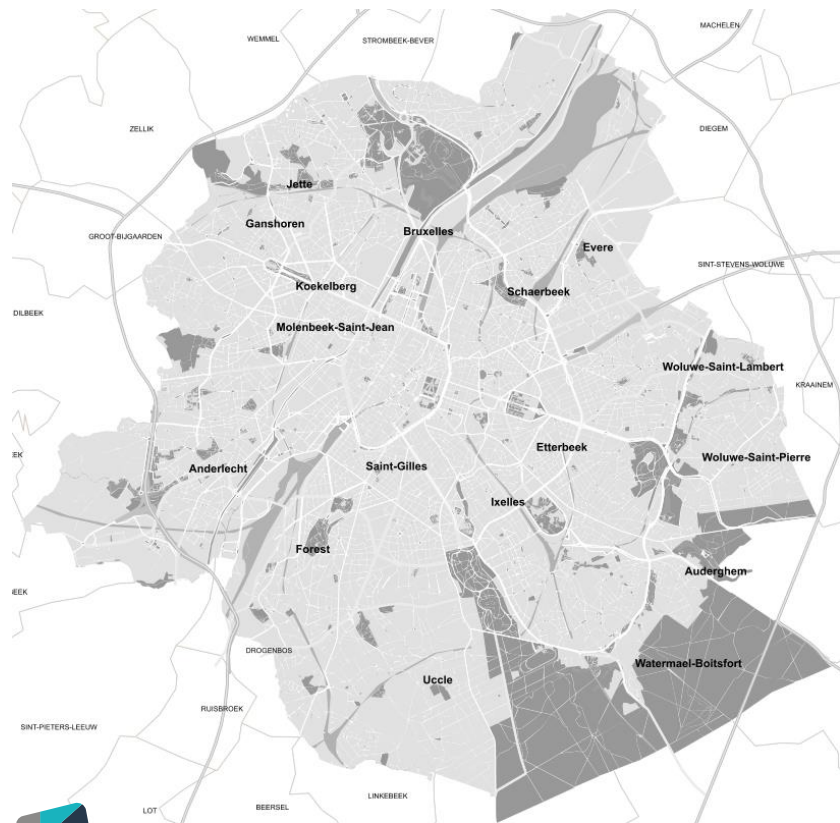 MACHELEN
WEMMEL
STROMBEEK-BEVER
ZELLIK
DIEGEM
Jette
Ganshoren
Bruxelles
GROOT-BIJGAARDEN
Evere
SINT-STEVENS-WOLUWE
Koekelberg
Schaerbeek
DILBEEK
Molenbeek-Saint-Jean
Woluwe-Saint-Lambert
KRAAINEM
Etterbeek
EK
Woluwe-Saint-Pierre
Anderlecht
Saint-Gilles
Ixelles
Forest
Auderghem
BEEK
DROGENBOS
Watermael-Boitsfort
Uccle
RUISBROEK
SINT-PIETERS-LEEUW
LINKEBEEK
LOT
BEERSEL